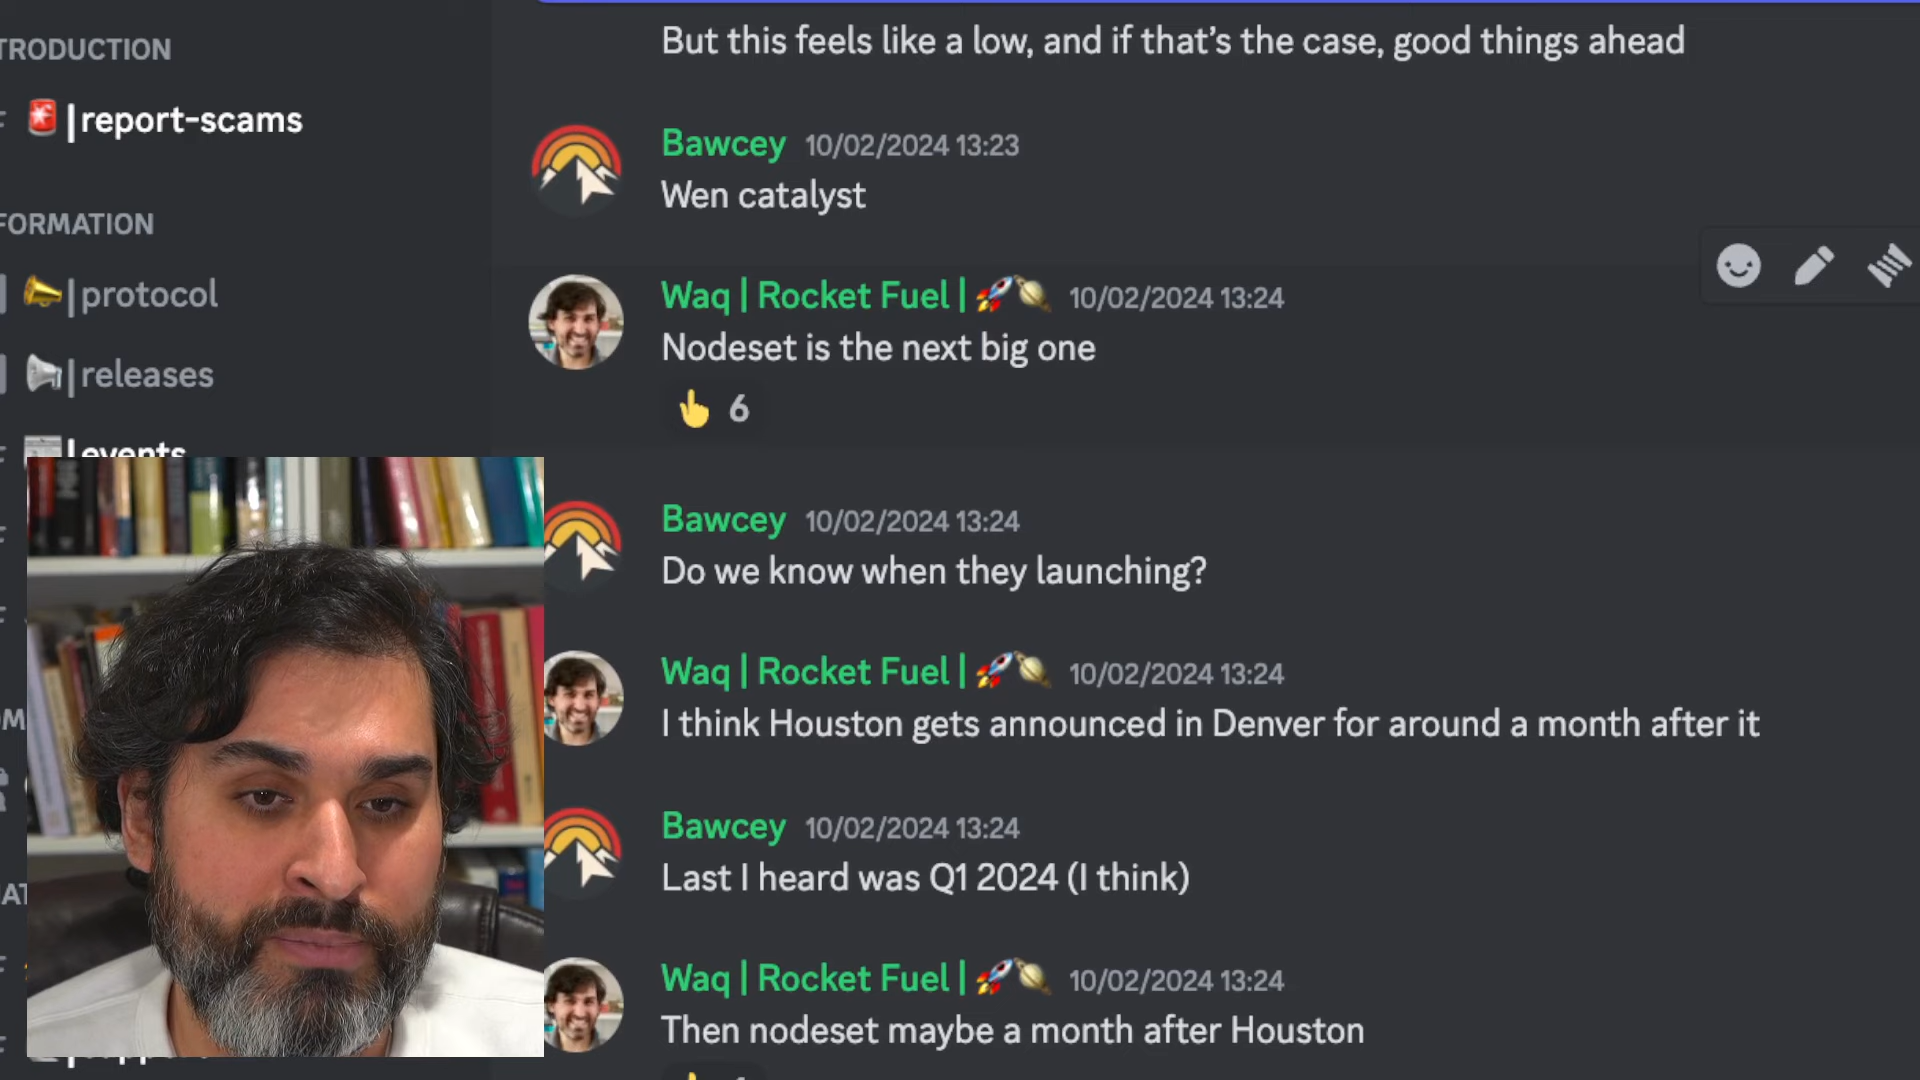 TRODUCTION
|report-scams
FORMATION
|protocol
|releases
|events
But this feels like a low, and if that's the case, good things ahead
Bawcey 10/02/2024 13:23
Wen catalyst
Waq | Rocket Fuel | 🚀🪐 10/02/2024 13:24
Nodeset is the next big one
👆 6
Bawcey 10/02/2024 13:24
Do we know when they launching?
Waq | Rocket Fuel | 🚀🪐 10/02/2024 13:24
I think Houston gets announced in Denver for around a month after it
Bawcey 10/02/2024 13:24
Last I heard was Q1 2024 (I think)
Waq | Rocket Fuel | 🚀🪐 10/02/2024 13:24
Then nodeset maybe a month after Houston